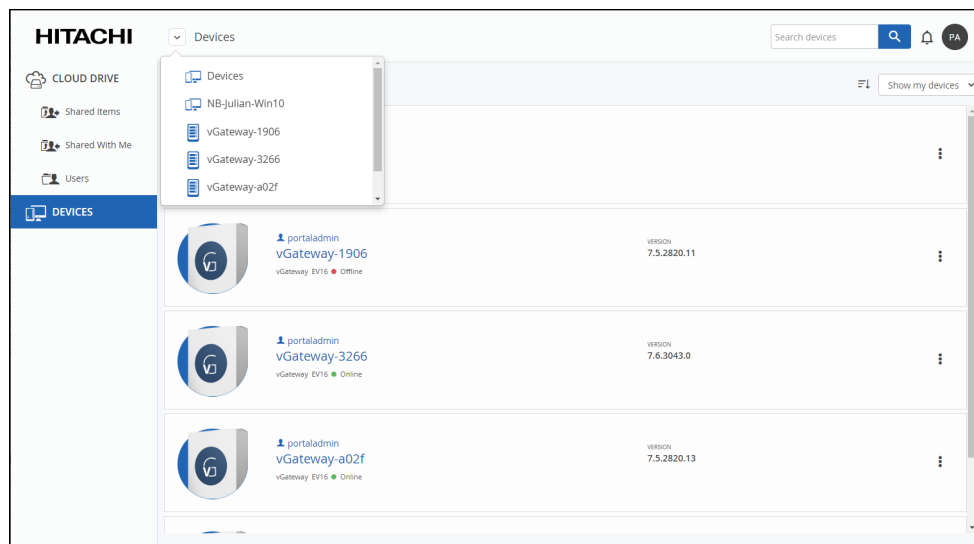 HITACHI
Devices
Search devices
PA
CLOUD DRIVE
Shared Items
Shared With Me
Users
DEVICES
Devices
NB-Julian-Win10
vGateway-1906
vGateway-3266
vGateway-a02f
Show my devices
portaladmin
vGateway-1906
vGateway EV16 Offline
VERSION
7.5.2820.11
portaladmin
vGateway-3266
vGateway EV16 Online
VERSION
7.6.3043.0
portaladmin
vGateway-a02f
vGateway EV16 Online
VERSION
7.5.2820.13